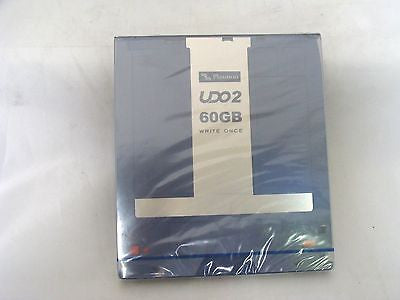 Plasmon
UDO2
60GB
WRITE ONCE